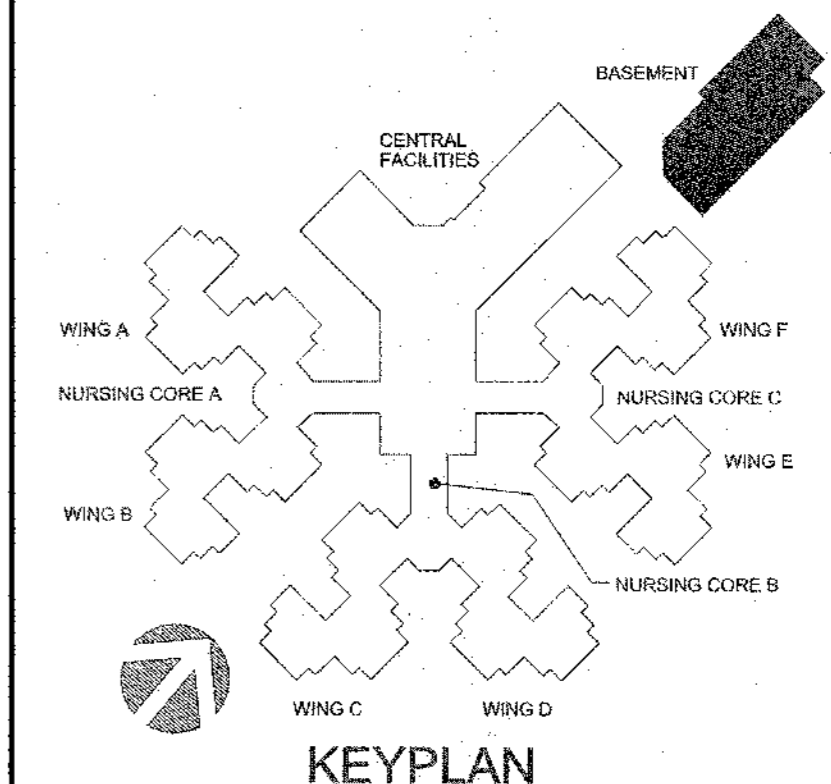 BASEMENT
CENTRAL
FACILITIES
WING A
WING F
NURSING CORE A
NURSING CORE C
WING E
WING B
NURSING CORE B
WING C
WING D
KEYPLAN